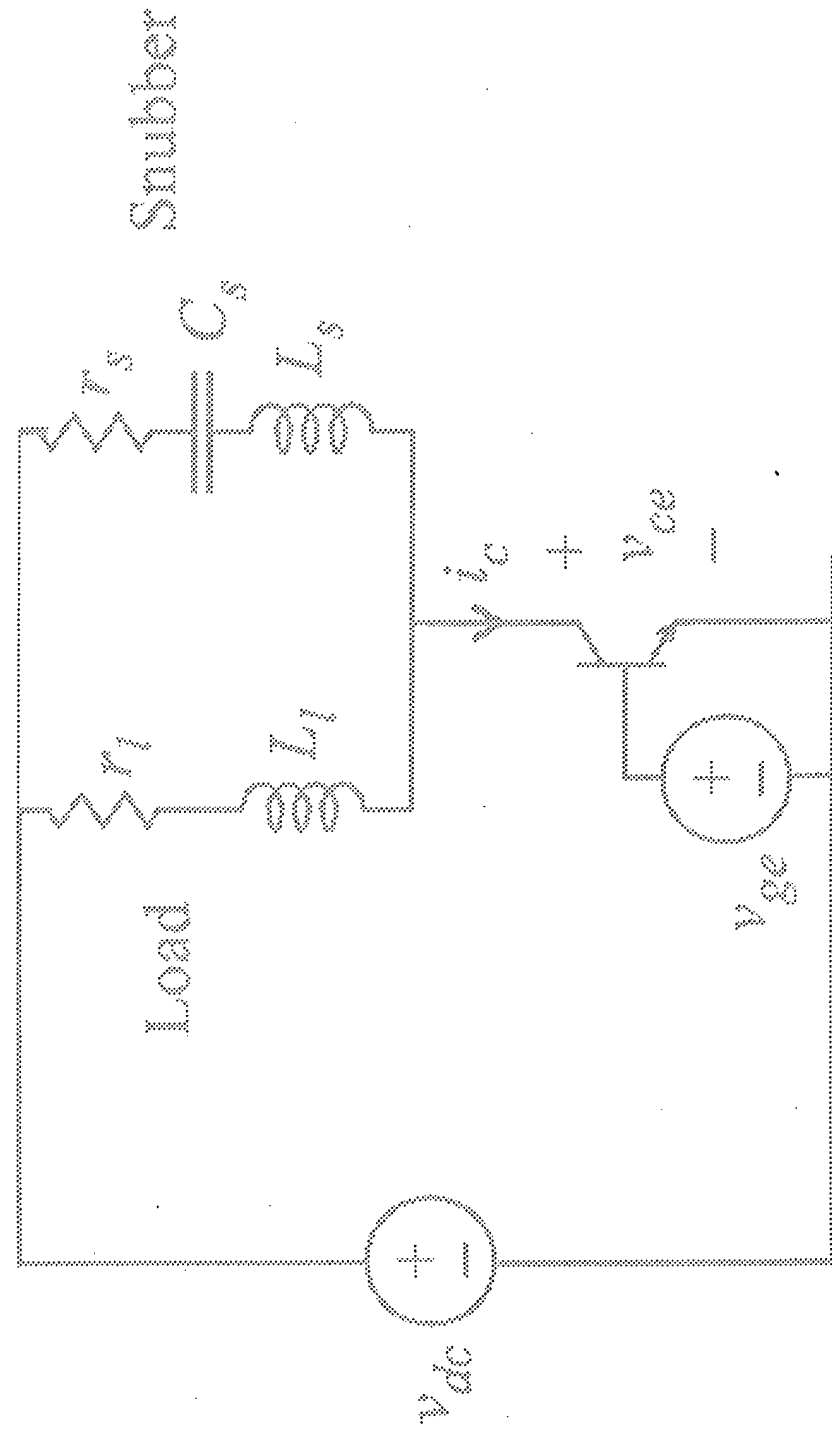 Load
Snubber
r_l
L_l
r_s
C_s
L_s
v_dc
+
−
i_c
+
v_ce
−
v_ge
+
−